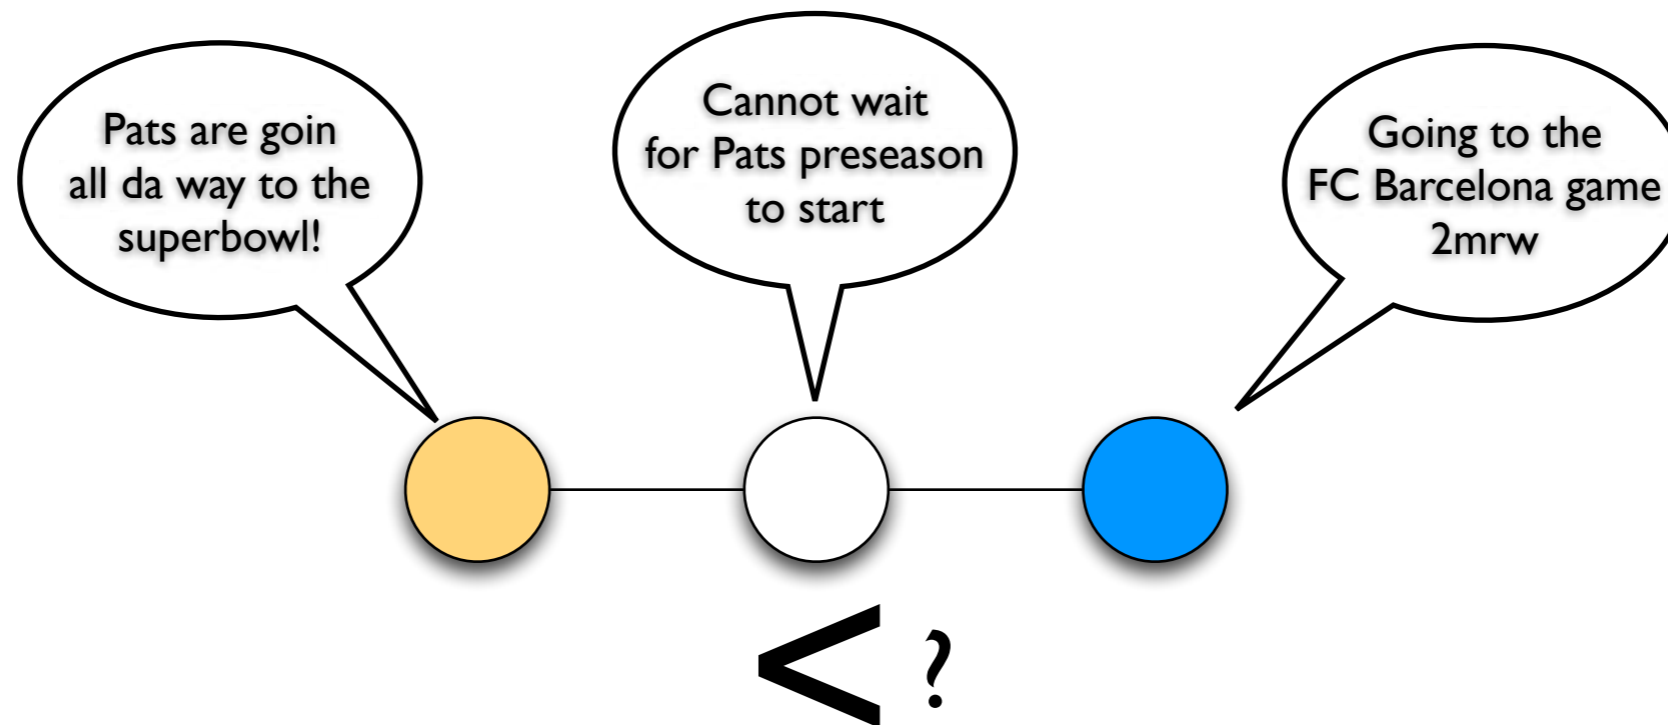 Pats are goin
all da way to the
superbowl!
Cannot wait
for Pats preseason
to start
Going to the
FC Barcelona game
2mrw
< ?